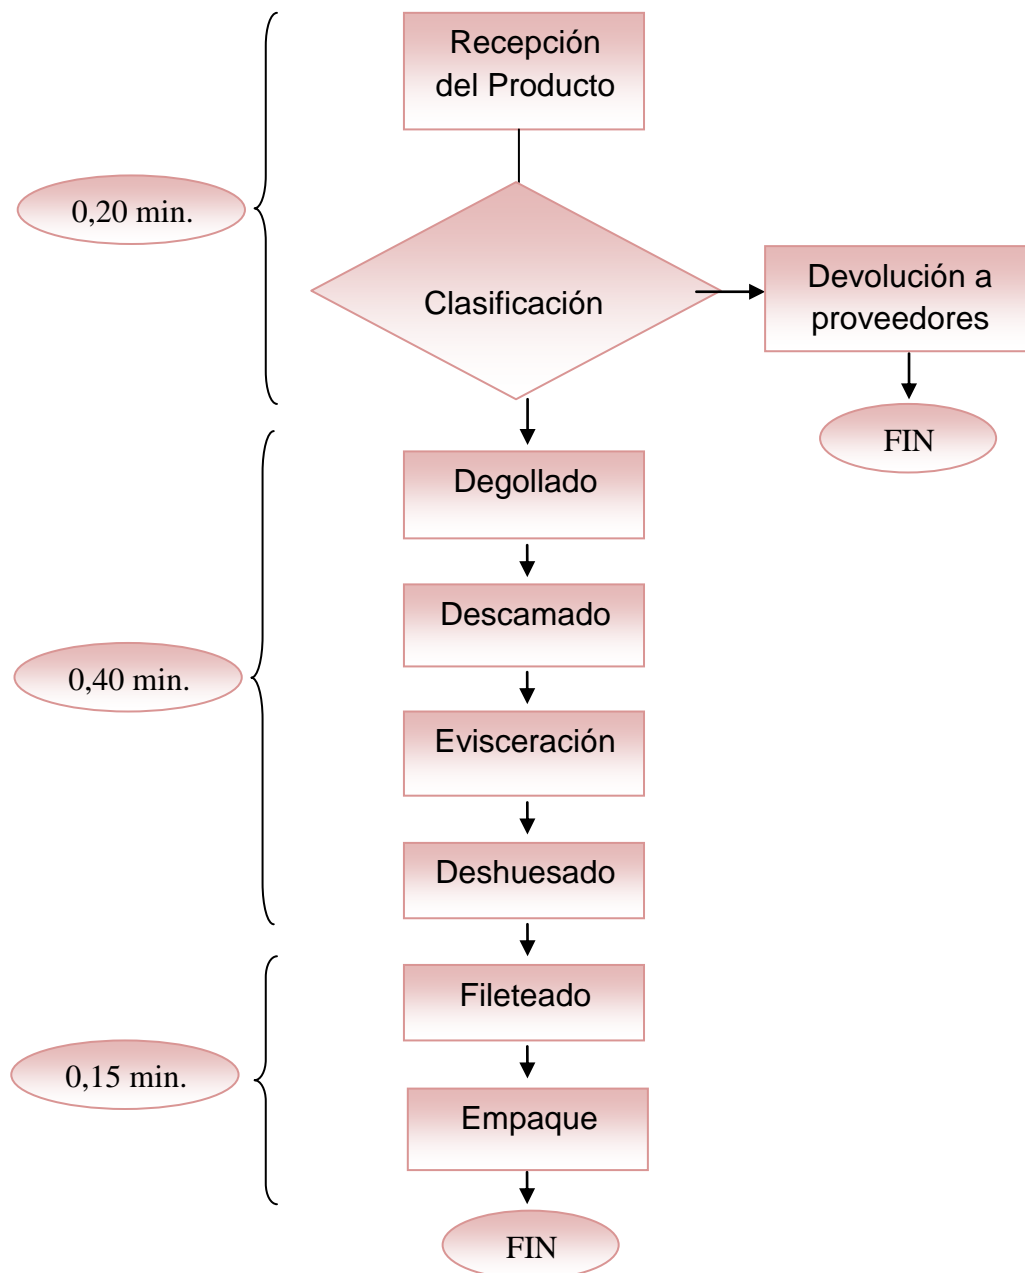 Recepción
del Producto
0,20 min.
Clasificación
Devolución a
proveedores
FIN
Degollado
Descamado
0,40 min.
Evisceración
Deshuesado
Fileteado
0,15 min.
Empaque
FIN